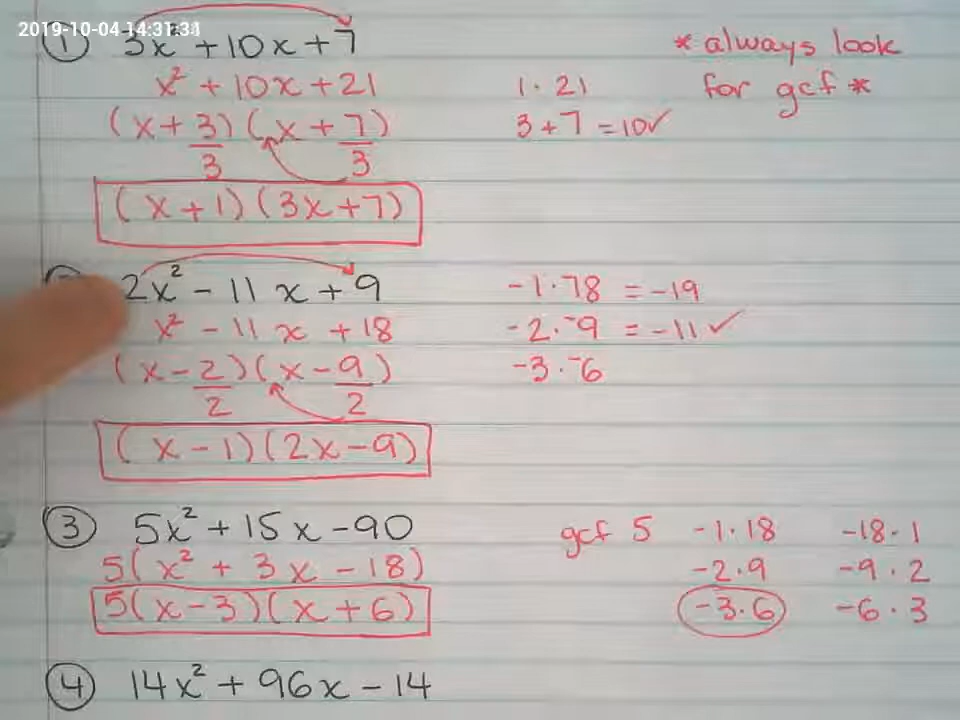 2019-10-04 14:31:34
① 3x² + 10x + 7 * always look
x² + 10x + 21 1 · 21 for gcf *
(x + 3)(x + 7) 3 + 7 = 10✓
3 3
(x + 1)(3x + 7)
2x² - 11x + 9 -1 · ⁻18 = -19
x² - 11x + 18 -2 · ⁻9 = -11 ✓
(x - 2)(x - 9) -3 · ⁻6
2 2
(x - 1)(2x - 9)
③ 5x² + 15x - 90 gcf 5 -1 · 18 -18 · 1
5(x² + 3x - 18) -2 · 9 -9 · 2
5(x - 3)(x + 6) -3 · 6 -6 · 3
④ 14x² + 96x - 14